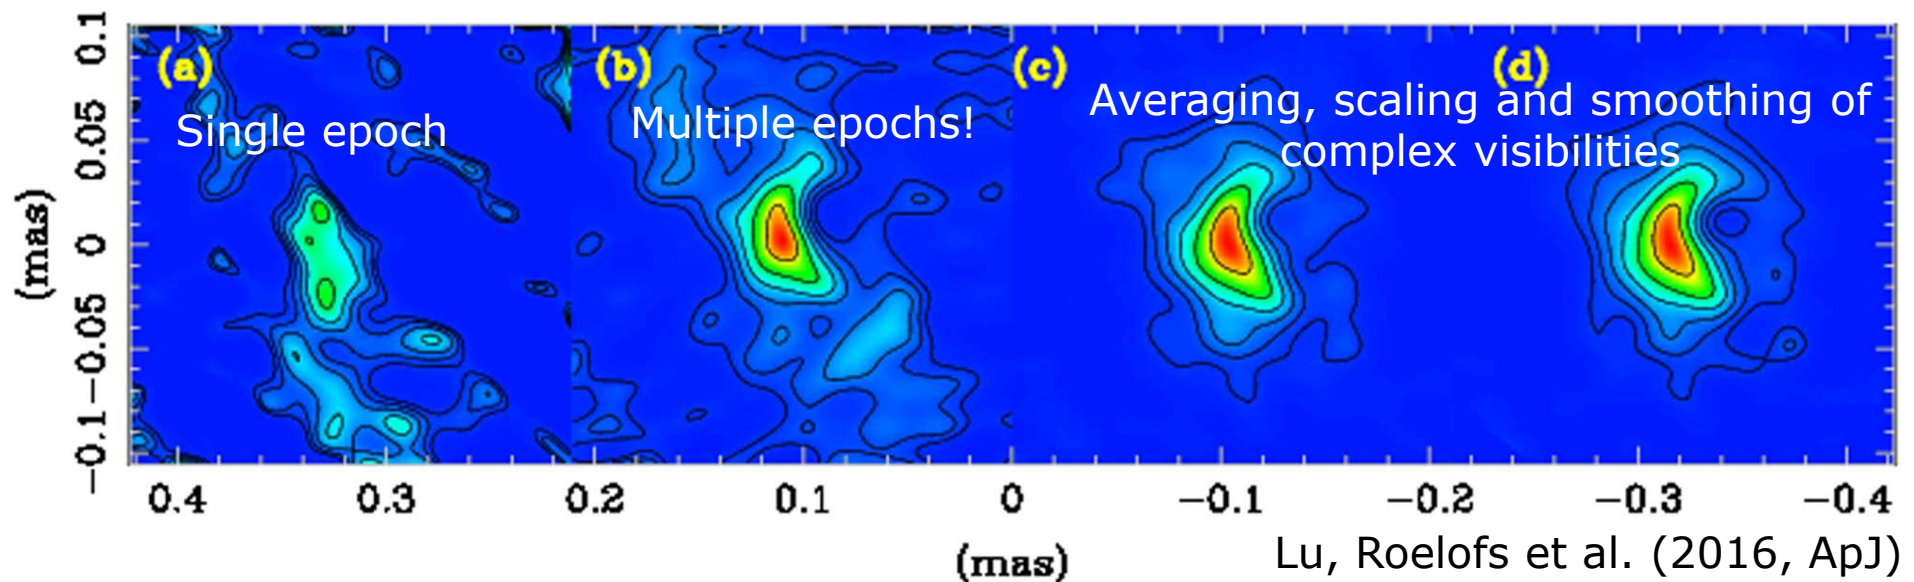 (a) (b) (c) (d)
Single epoch
Multiple epochs!
Averaging, scaling and smoothing of
complex visibilities
(mas)
0.1
0.05
0
−0.05
−0.1
0.4 0.3 0.2 0.1 0 −0.1 −0.2 −0.3 −0.4
(mas)
Lu, Roelofs et al. (2016, ApJ)